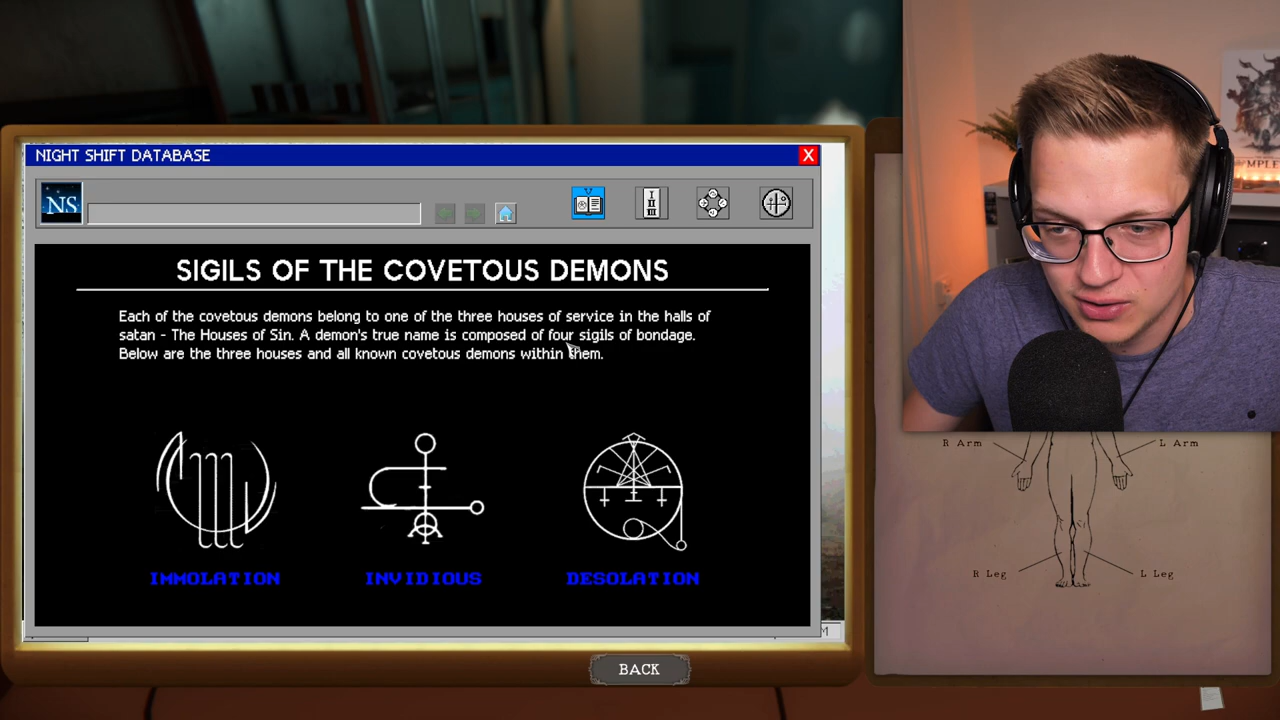 NIGHT SHIFT DATABASE
X
NS
I
II
III
SIGILS OF THE COVETOUS DEMONS
Each of the covetous demons belong to one of the three houses of service in the halls of
satan - The Houses of Sin. A demon's true name is composed of four sigils of bondage.
Below are the three houses and all known covetous demons within them.
IMMOLATION
INVIDIOUS
DESOLATION
BACK
R Arm
L Arm
R Leg
L Leg